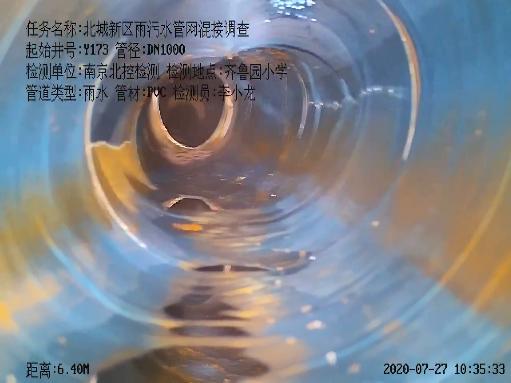 任务名称:北城新区雨污水管网混接调查
起始井号:Y173 管径:DN1000
检测单位:南京北控检测 检测地点:齐鲁园小学
管道类型:雨水 管材:PVC 检测员:李小龙
距离:6.40M
2020-07-27 10:35:33